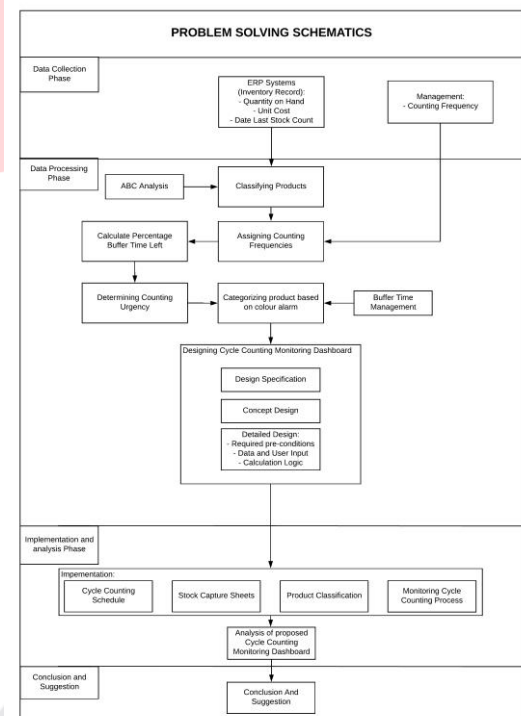 PROBLEM SOLVING SCHEMATICS
Data Collection
Phase
ERP Systems
(Inventory Record):
- Quantity on Hand
- Unit Cost
- Date Last Stock Count
Management:
- Counting Frequency
Data Processing
Phase
ABC Analysis
Classifying Products
Calculate Percentage
Buffer Time Left
Assigning Counting
Frequencies
Determining Counting
Urgency
Categorizing product based
on colour alarm
Buffer Time
Management
Designing Cycle Counting Monitoring Dashboard
Design Specification
Concept Design
Detailed Design:
- Required pre-conditions
- Data and User Input
- Calculation Logic
Implementation and
analysis Phase
Impementation:
Cycle Counting
Schedule
Stock Capture Sheets
Product Classification
Monitoring Cycle
Counting Process
Analysis of proposed
Cycle Counting
Monitoring Dashboard
Conclusion and
Suggestion
Conclusion And
Suggestion